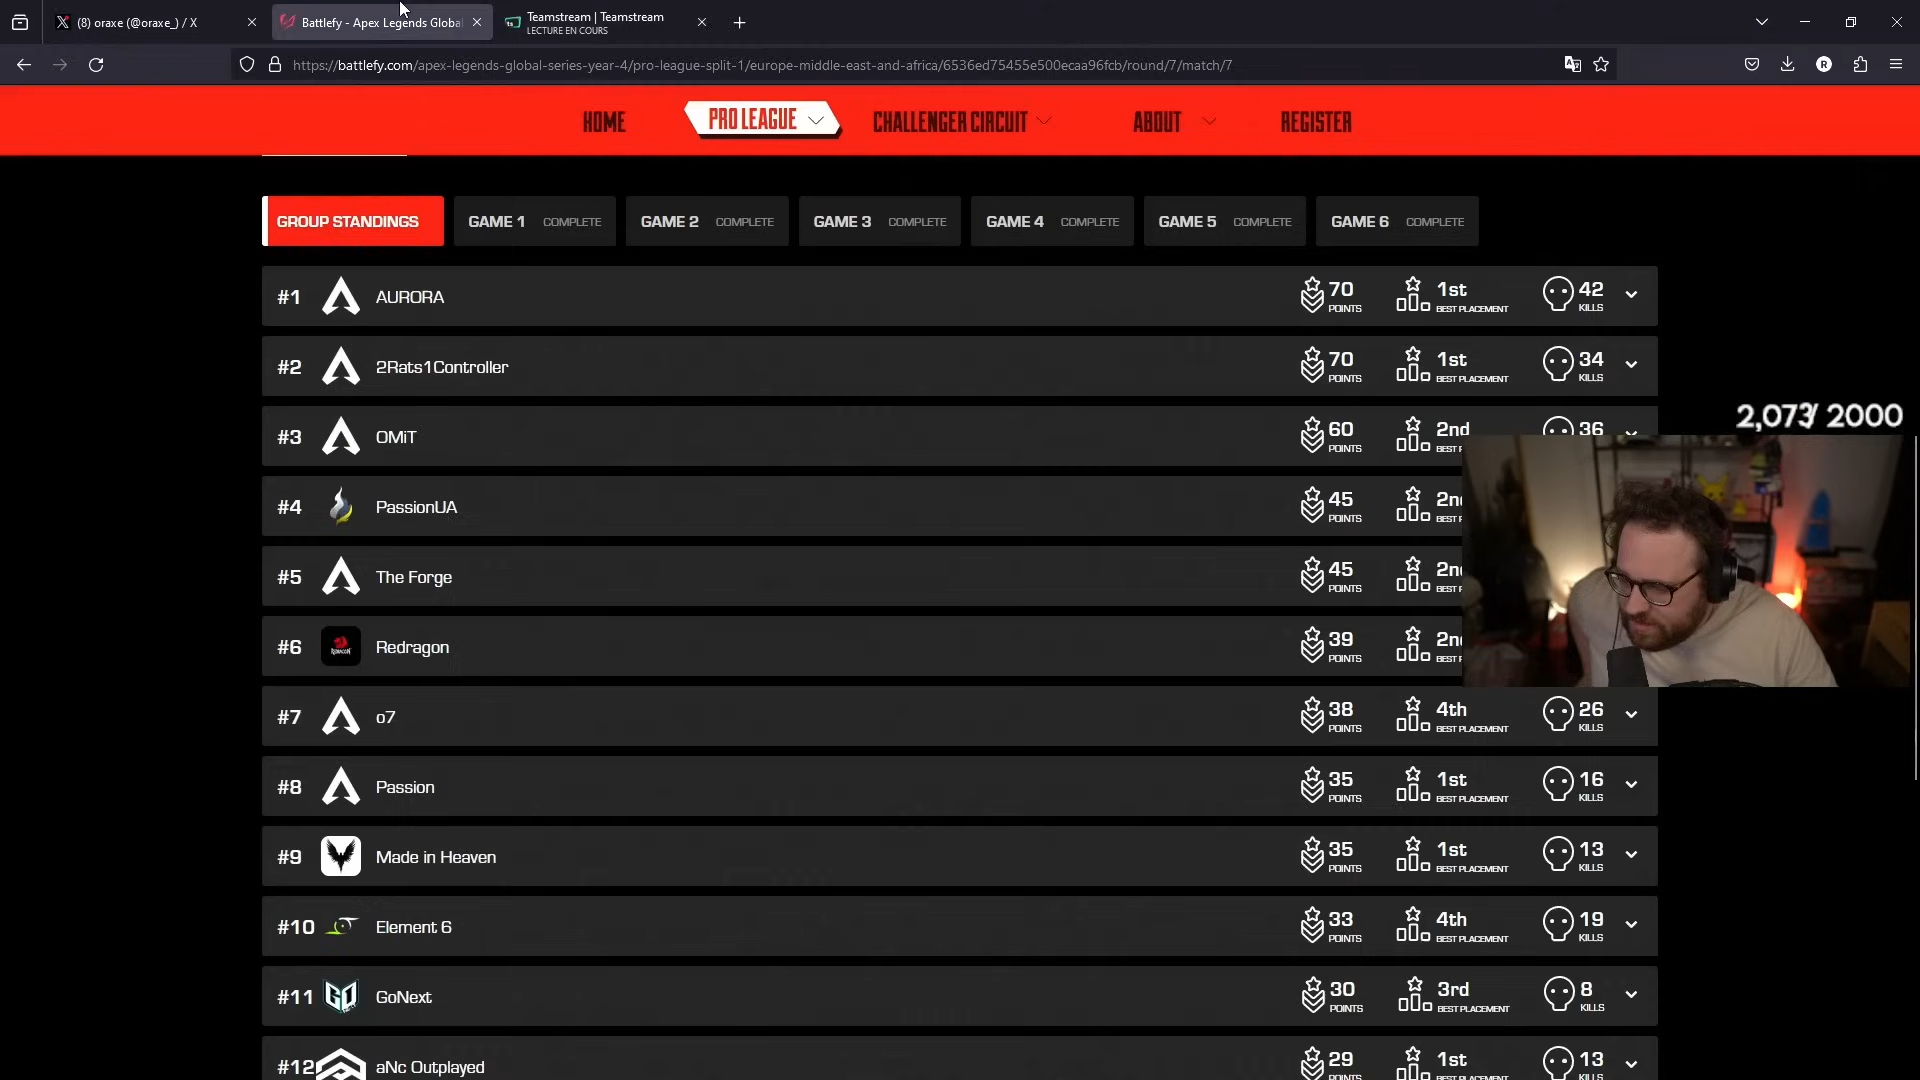 (8) oraxe (@oraxe_) / X
Battlefy - Apex Legends Global
Teamstream | Teamstream
LECTURE EN COURS
https://battlefy.com/apex-legends-global-series-year-4/pro-league-split-1/europe-middle-east-and-africa/6536ed75455e500ecaa96fcb/round/7/match/7
R
HOME
PRO LEAGUE
CHALLENGER CIRCUIT
ABOUT
REGISTER
GROUP STANDINGS
GAME 1 COMPLETE
GAME 2 COMPLETE
GAME 3 COMPLETE
GAME 4 COMPLETE
GAME 5 COMPLETE
GAME 6 COMPLETE
#1 AURORA 70 POINTS 1st BEST PLACEMENT 42 KILLS
#2 2Rats1Controller 70 POINTS 1st BEST PLACEMENT 34 KILLS
2,073/ 2000
#3 OMiT 60 POINTS 2nd 36
#4 PassionUA 45 POINTS
#5 The Forge 45 POINTS
#6 REDRAGON Redragon 39 POINTS
#7 o7 38 POINTS 4th BEST PLACEMENT 26 KILLS
#8 Passion 35 POINTS 1st BEST PLACEMENT 16 KILLS
#9 Made in Heaven 35 POINTS 1st BEST PLACEMENT 13 KILLS
#10 Element 6 33 POINTS 4th BEST PLACEMENT 19 KILLS
#11 GoNext 30 POINTS 3rd BEST PLACEMENT 8 KILLS
#12 aNc Outplayed 29 POINTS 1st BEST PLACEMENT 13 KILLS